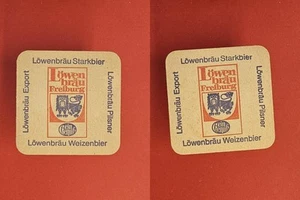 Löwenbräu Starkbier
Löwenbräu Export
Löwen
bräu
Freiburg
Löwenbräu Pilsner
Löwenbräu Weizenbier
Löwenbräu Starkbier
Löwenbräu Export
Löwen
bräu
Freiburg
Löwenbräu Pilsner
Löwenbräu Weizenbier